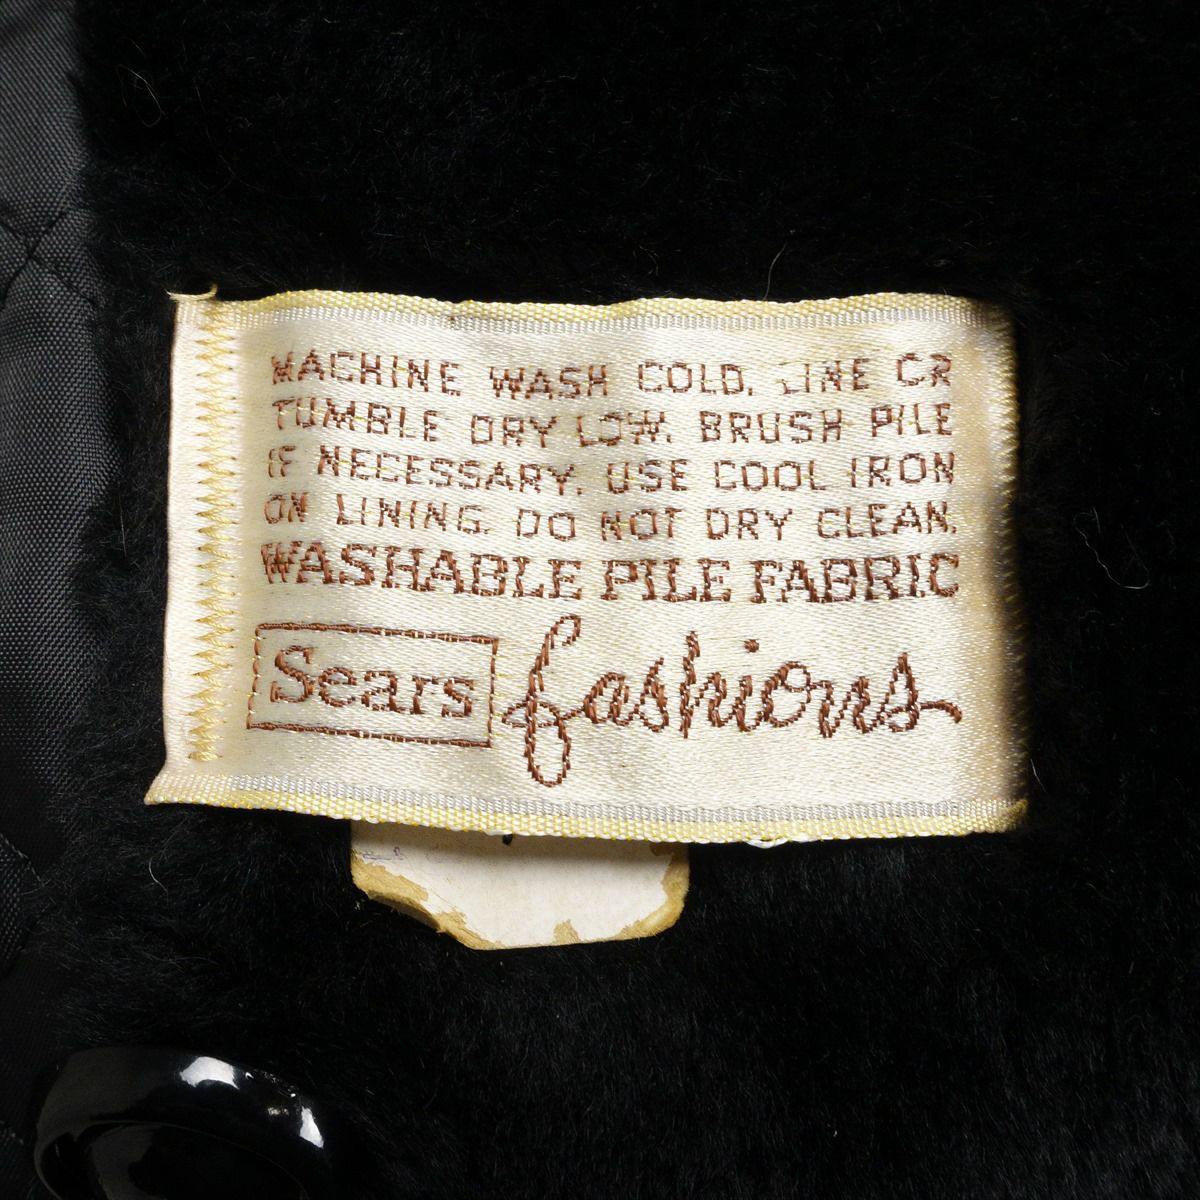 MACHINE WASH COLD, LINE OR
TUMBLE DRY LOW. BRUSH PILE
IF NECESSARY. USE COOL IRON
ON LINING. DO NOT DRY CLEAN.
WASHABLE PILE FABRIC
Sears fashions